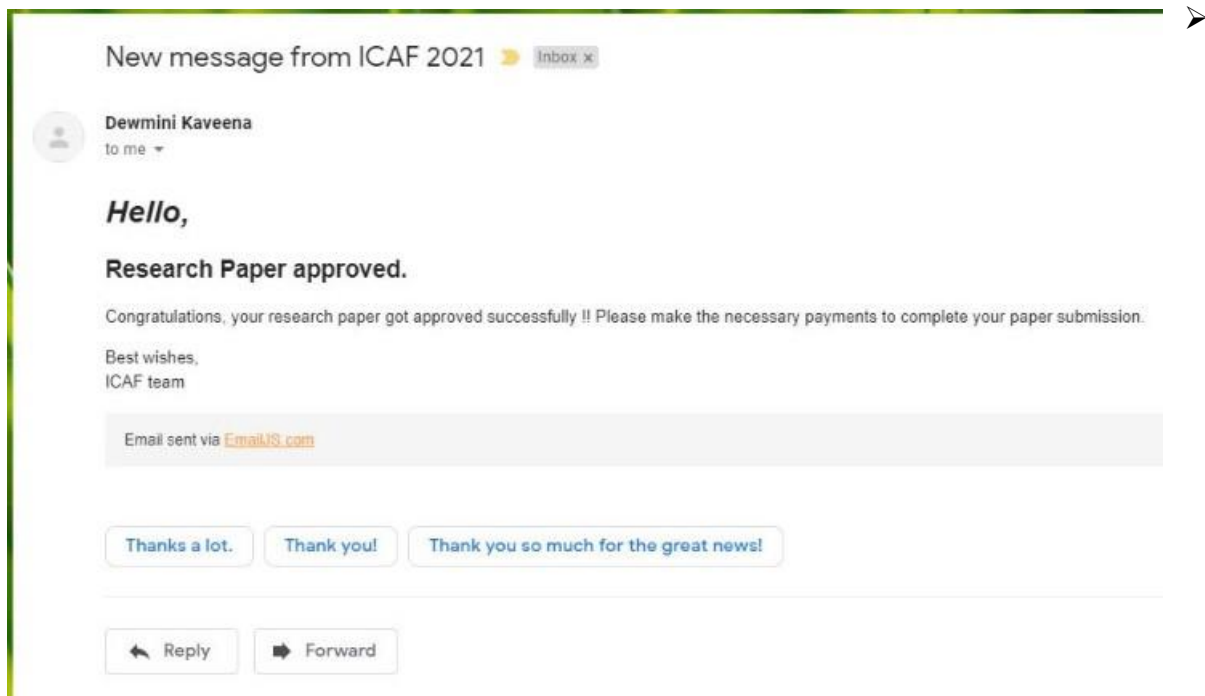 New message from ICAF 2021 Inbox x
Dewmini Kaveena
to me
Hello,
Research Paper approved.
Congratulations, your research paper got approved successfully !! Please make the necessary payments to complete your paper submission.
Best wishes,
ICAF team
Email sent via EmailJS.com
Thanks a lot. Thank you! Thank you so much for the great news!
Reply Forward